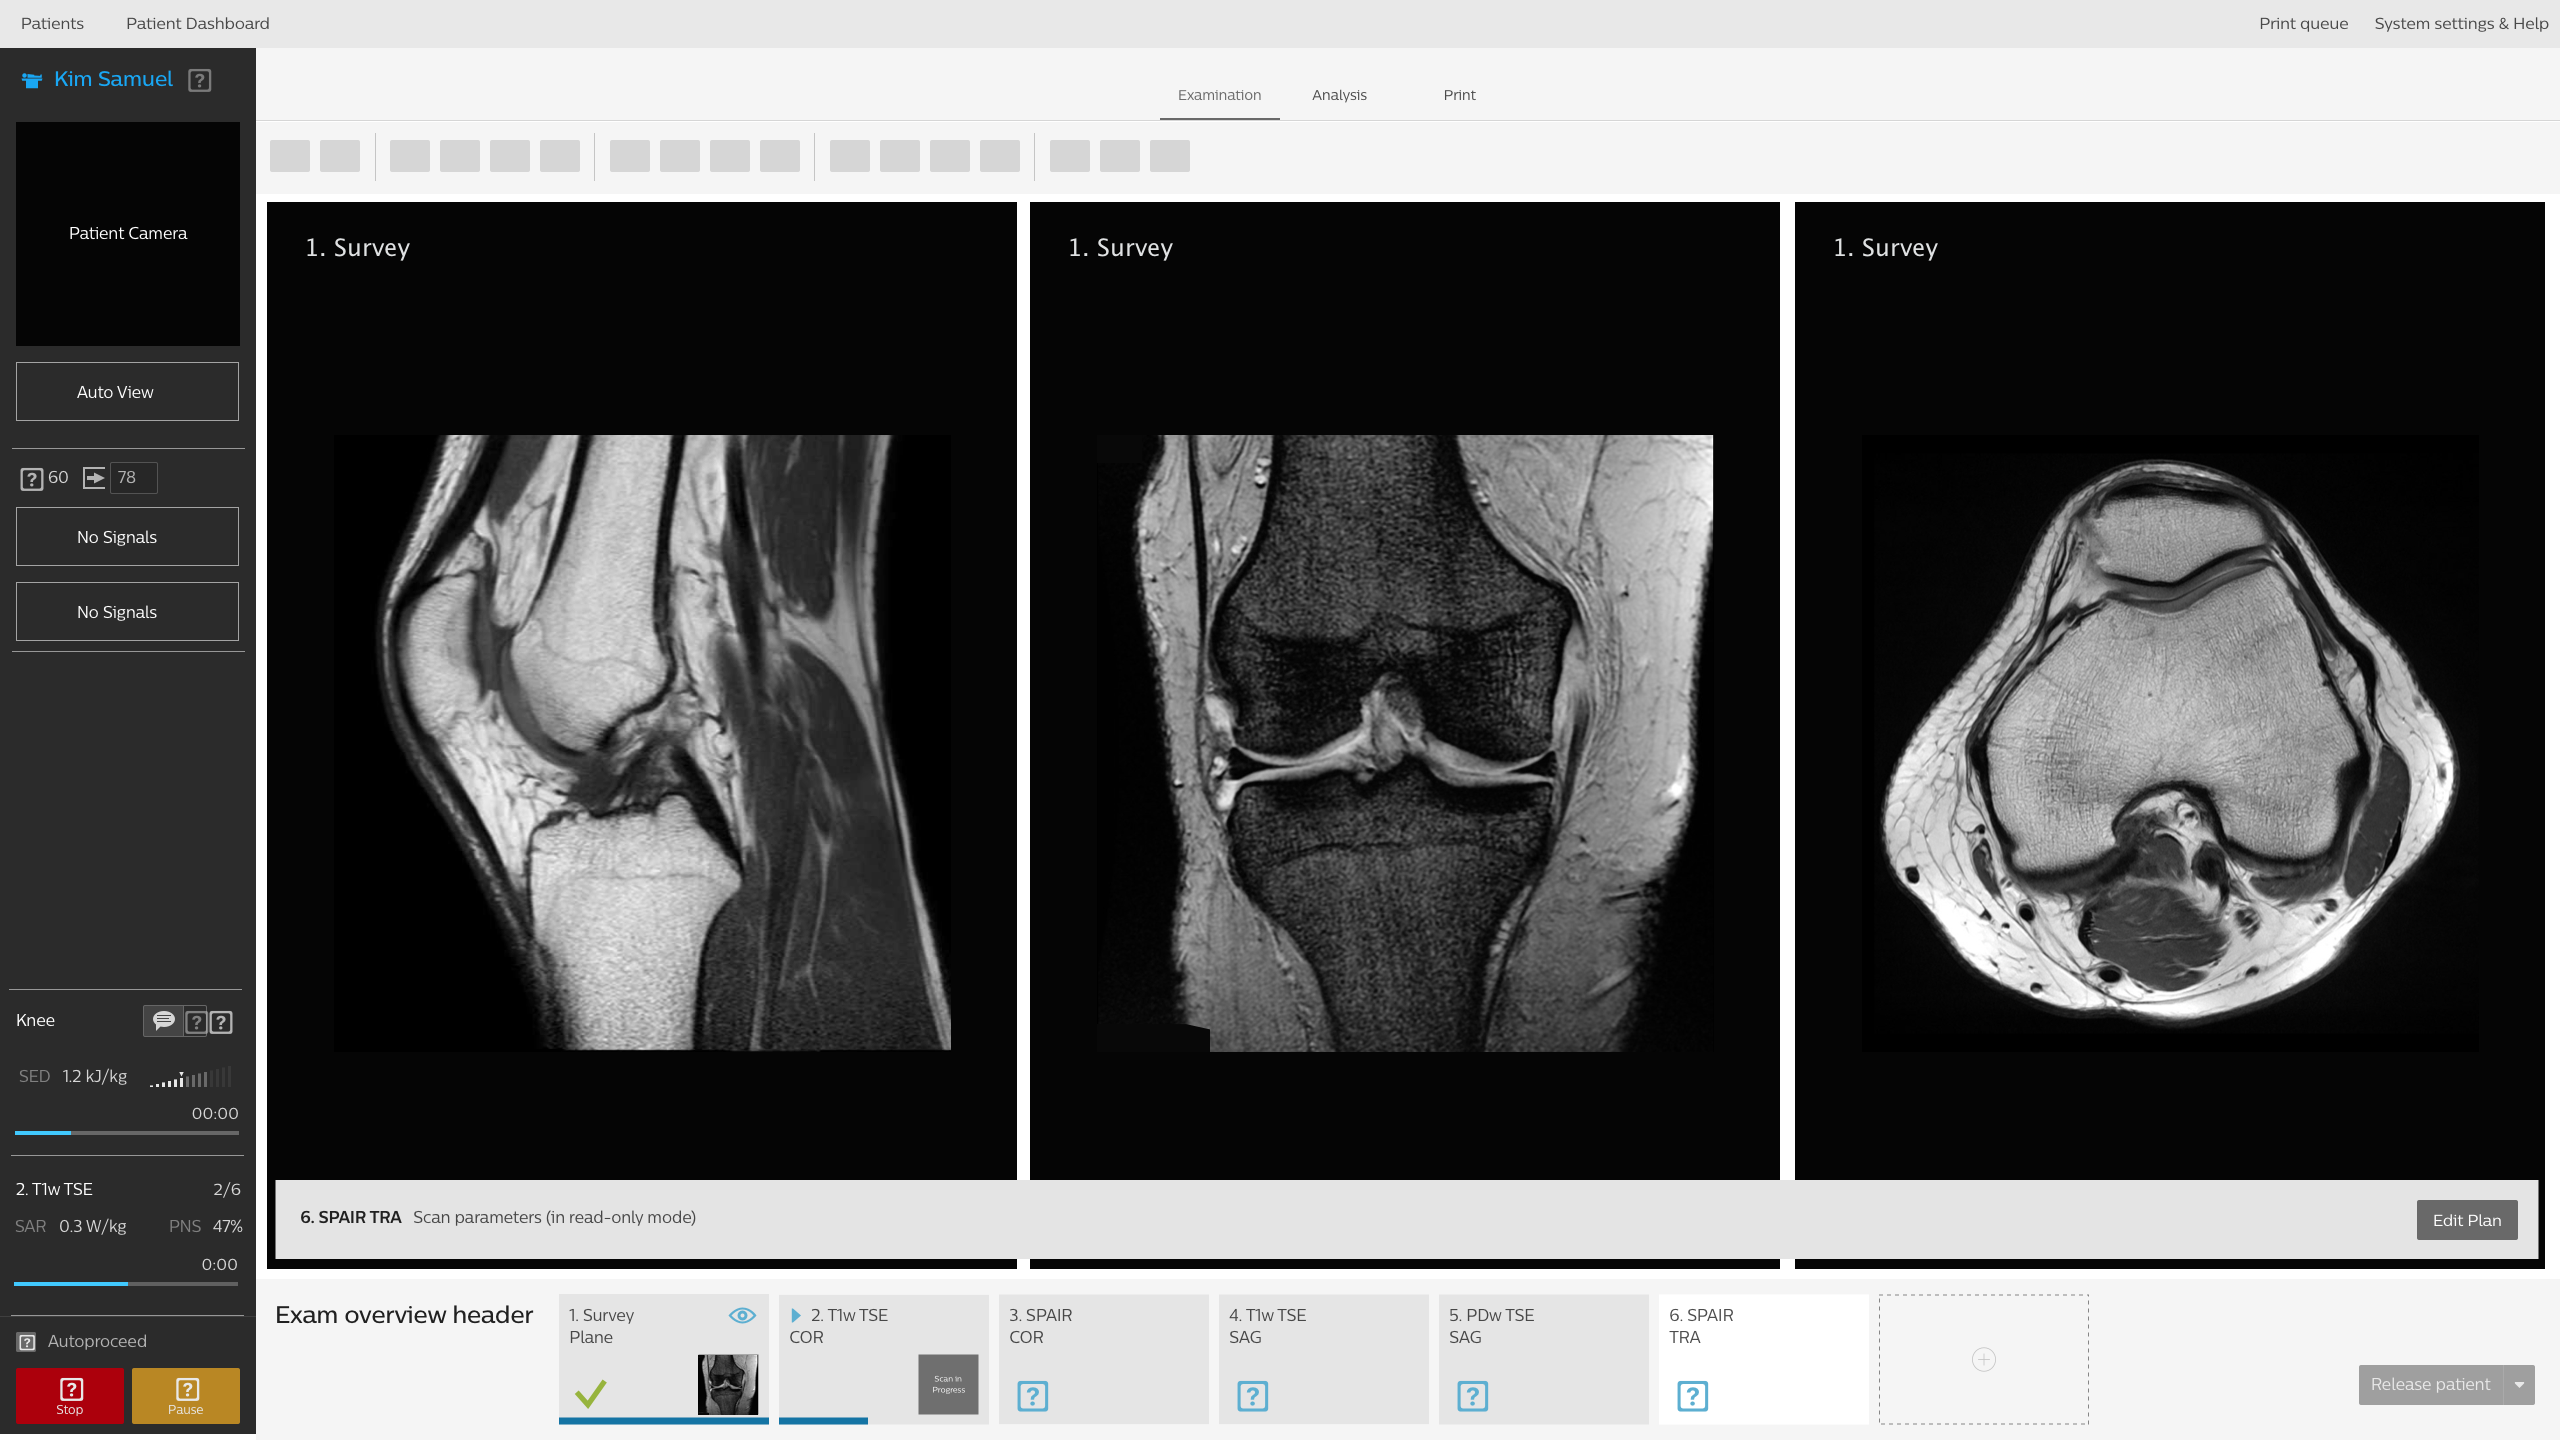 Patients
Patient Dashboard
Print queue
System settings & Help
Kim Samuel
Examination
Analysis
Print
Patient Camera
Auto View
60
78
No Signals
No Signals
1. Survey
1. Survey
1. Survey
Knee
SED 1.2 kJ/kg
00:00
2. T1w TSE 2/6
SAR 0.3 W/kg PNS 47%
0:00
Autoproceed
Stop
Pause
6. SPAIR TRA Scan parameters (in read-only mode)
Edit Plan
Exam overview header
1. Survey
Plane
2. T1w TSE
COR
Scan In
Progress
3. SPAIR
COR
4. T1w TSE
SAG
5. PDw TSE
SAG
6. SPAIR
TRA
Release patient